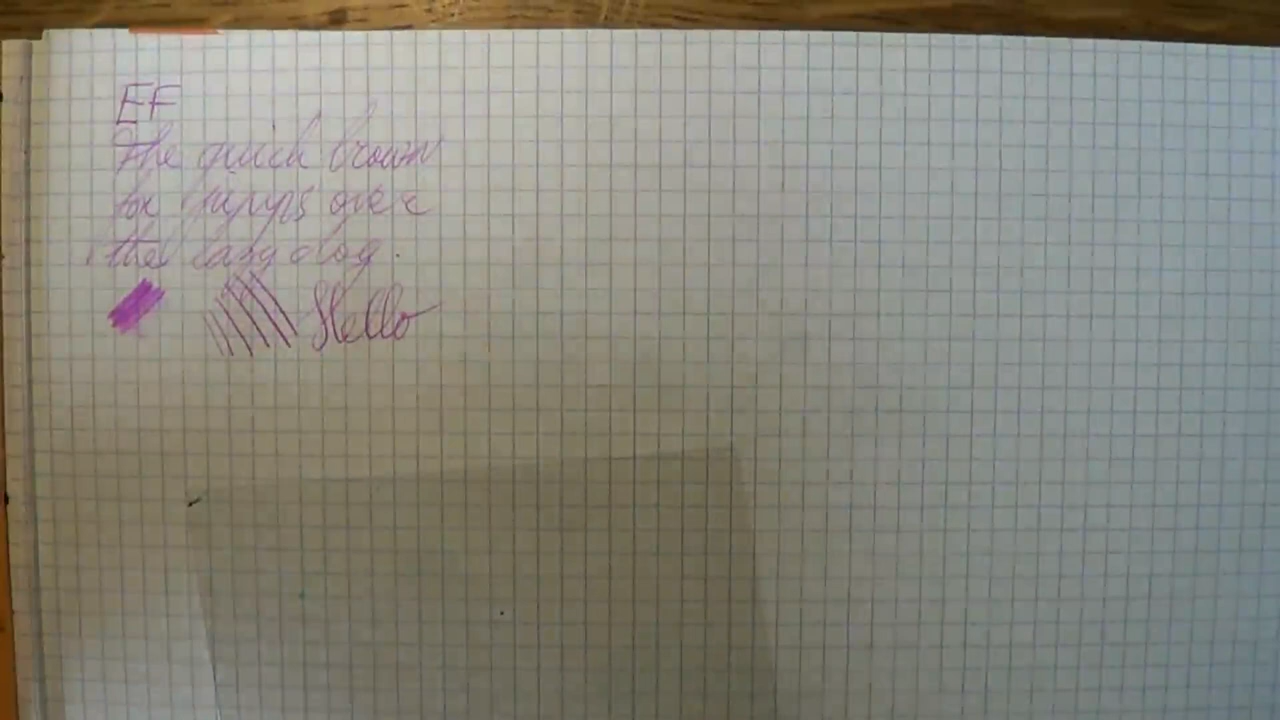 EF
The quick brown
fox jumps over
the lazy dog.
Hello